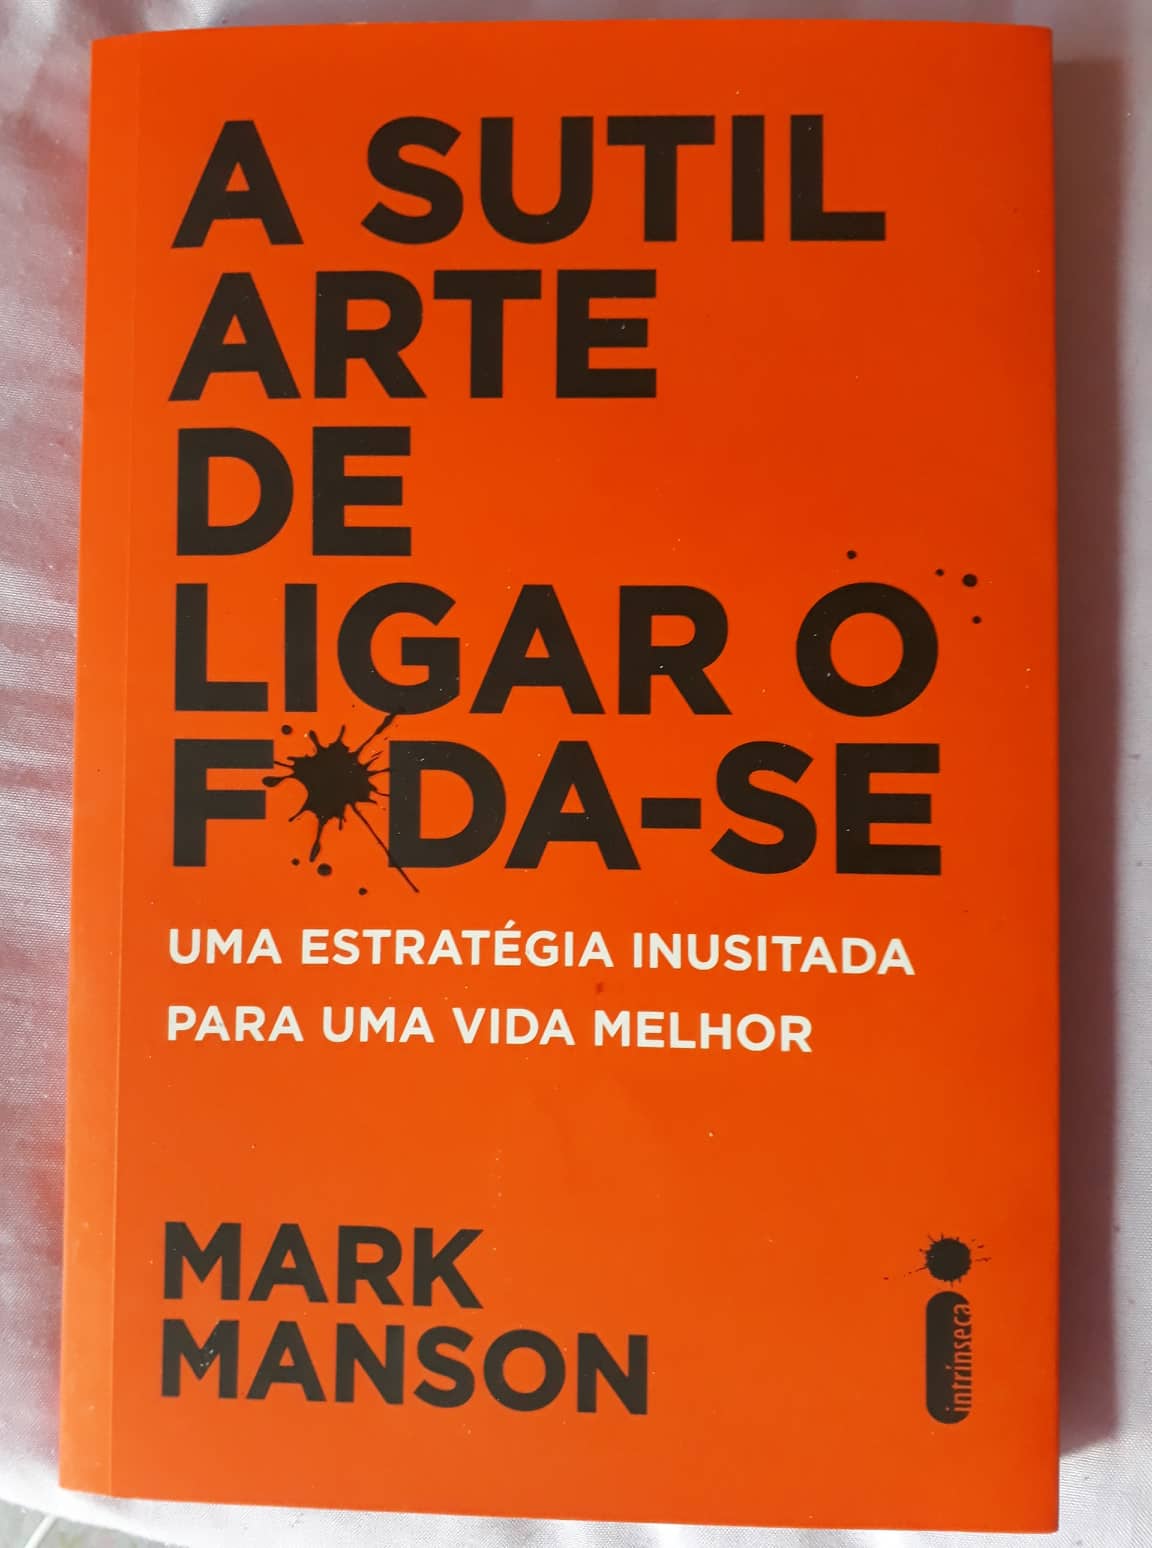 A SUTIL
ARTE
DE
LIGAR O
F DA-SE
UMA ESTRATÉGIA INUSITADA
PARA UMA VIDA MELHOR
MARK
MANSON
intrínseca